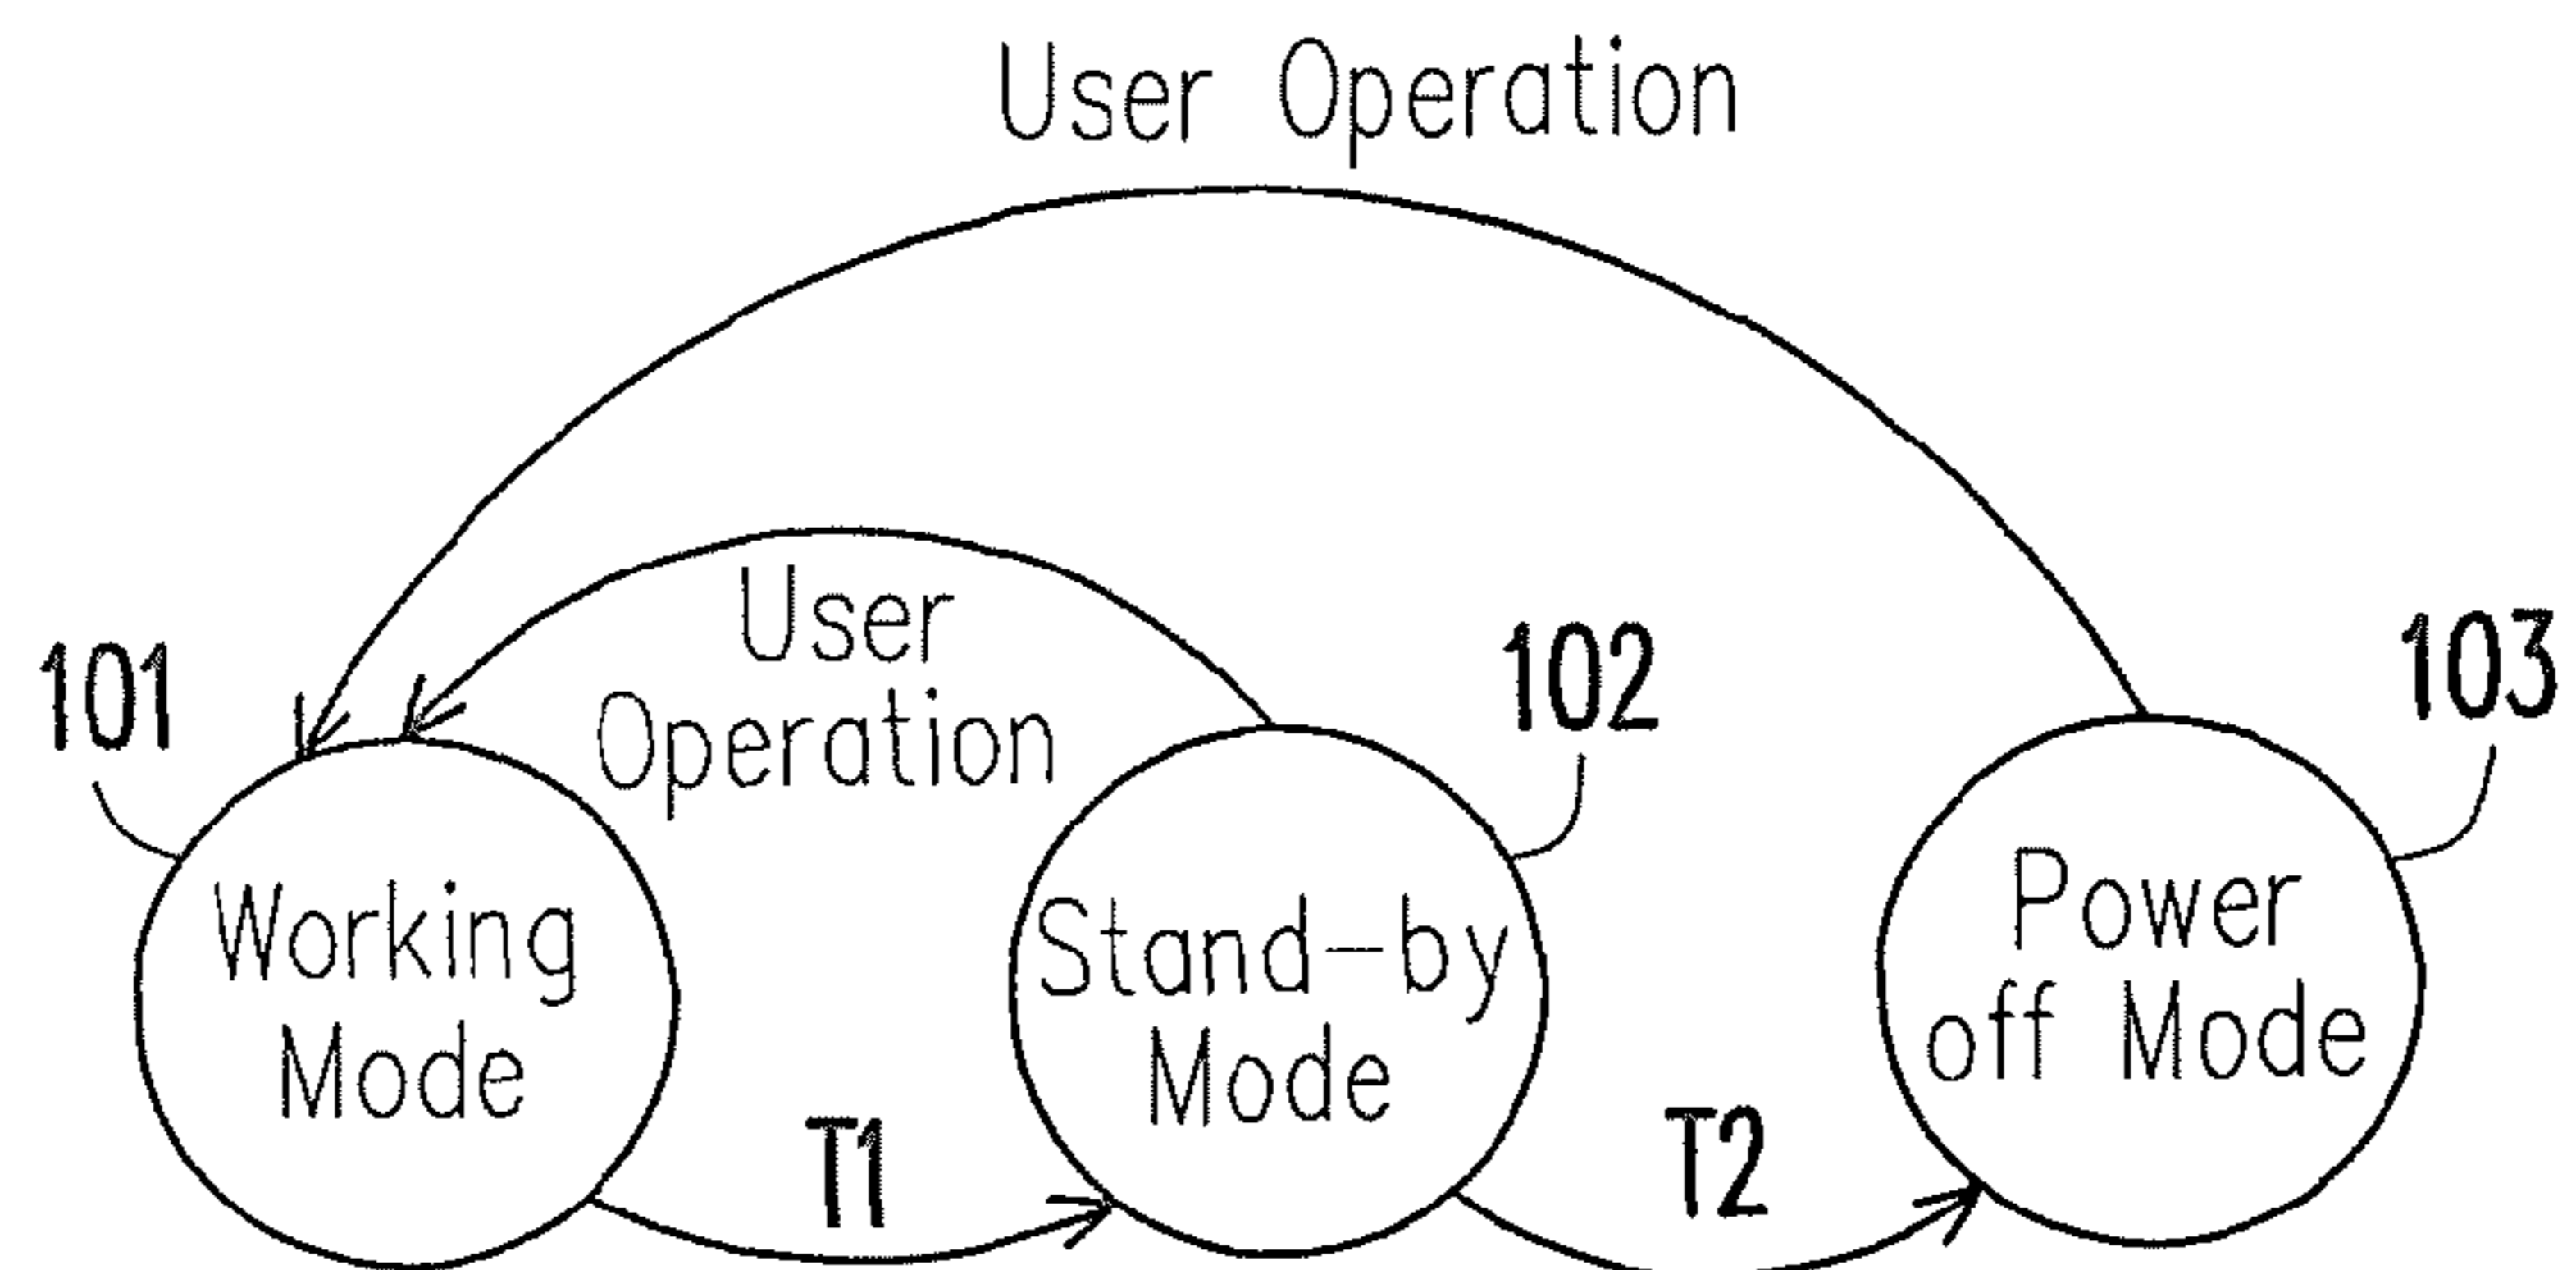 User Operation
User
Operation
101
102
103
Working
Mode
Stand-by
Mode
Power
off Mode
T1
T2